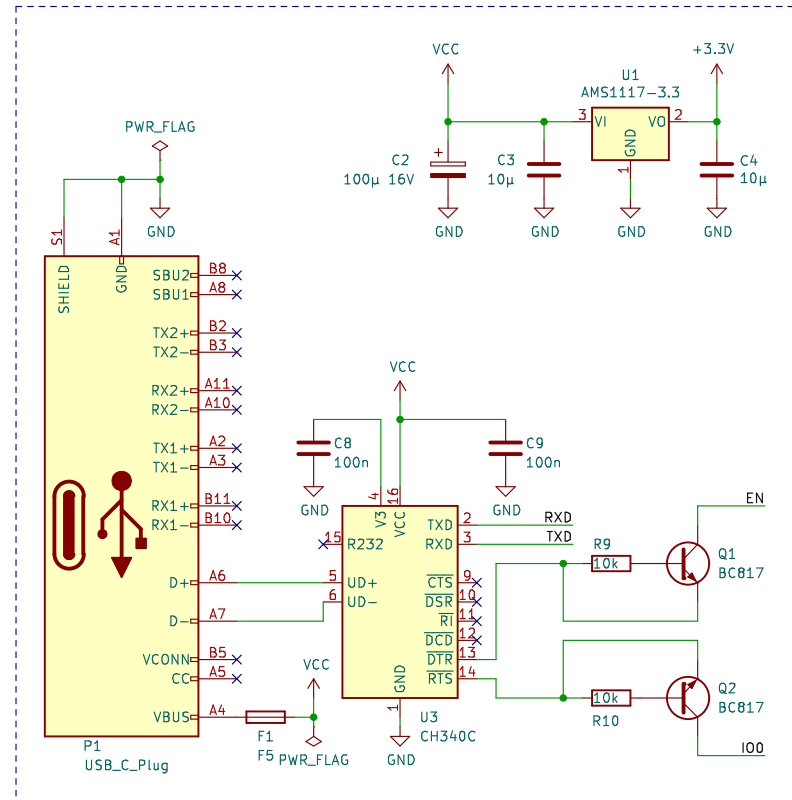 VCC
+3.3V
U1
AMS1117-3.3
3
VI
VO
2
GND
1
C2
100µ 16V
+
C3
10µ
C4
10µ
GND
GND
GND
GND
PWR_FLAG
GND
S1
A1
SHIELD
GND
SBU2
B8
SBU1
A8
TX2+
B2
TX2-
B3
RX2+
A11
RX2-
A10
TX1+
A2
TX1-
A3
RX1+
B11
RX1-
B10
D+
A6
D-
A7
VCONN
B5
CC
A5
VBUS
A4
P1
USB_C_Plug
F1
F5
VCC
PWR_FLAG
VCC
C8
100n
C9
100n
GND
GND
4
16
V3
VCC
15
R232
5
UD+
6
UD-
TXD
2
RXD
RXD
3
TXD
CTS
9
DSR
10
RI
11
DCD
12
DTR
13
RTS
14
GND
1
U3
CH340C
GND
R9
10k
Q1
BC817
EN
10k
R10
Q2
BC817
IO0